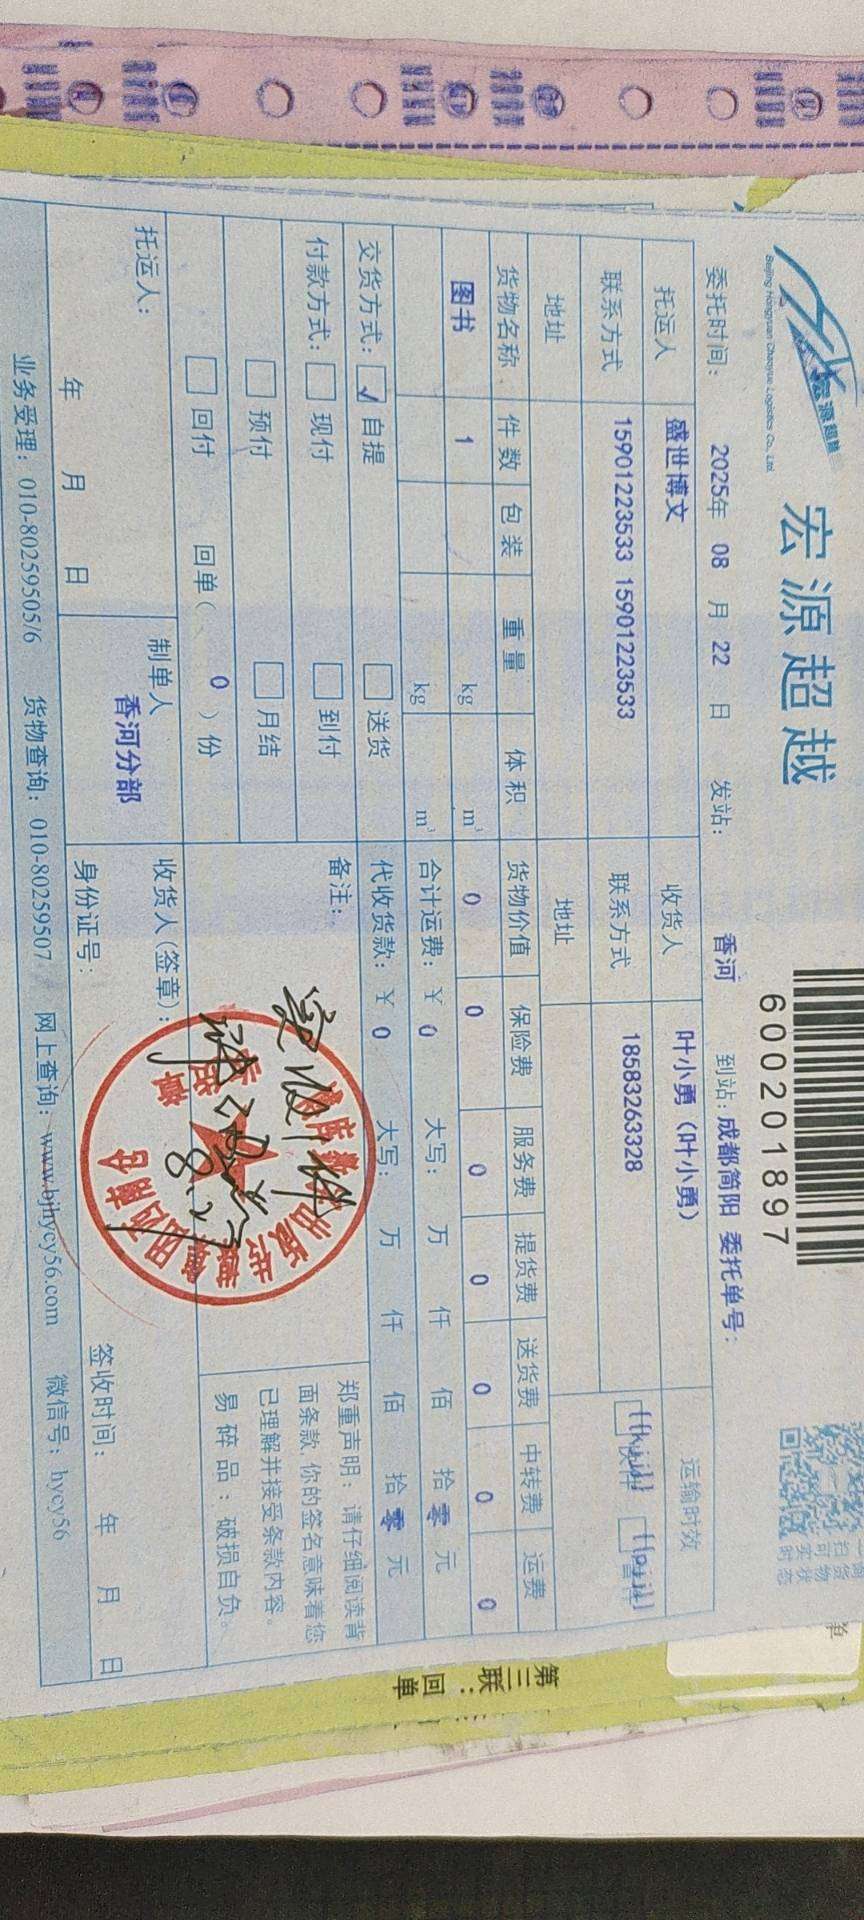 宏源超越
Beijing Hongyuan Chaoyue Logistics Co., Ltd.
宏源超越
600201897
委托时间： 2025年 08 月 22 日 发站： 香河 到站： 成都简阳 委托单号：
托运人 盛世博文 收货人 叶小勇（叶小勇） 运输时效
联系方式 15901223533 15901223533 联系方式 18583263328
地址 地址
货物名称 件数 包装 重量 体积 货物价值 保险费 服务费 提货费 送货费 中转费 运费
图书 1 kg m³ 0 0 0 0 0 0 0
kg m³ 合计运费：￥ 0 大写： 万 仟 佰 拾 零 元
交货方式： ✓ 自提 送货 代收货款：￥ 0 大写： 万 仟 佰 拾 零 元
付款方式： 现付 到付 备注：
预付 月结
回付 回单（ 0 ）份
郑重声明：请仔细阅读背
面条款，你的签名意味着您
已理解并接受条款内容。
易碎品：破损自负。
托运人： 制单人 收货人（签章）：
香河分部
年 月 日 身份证号： 签收时间： 年 月 日
业务受理：010-80259505/6 货物查询：010-80259507 网上查询：www.bjhycy56.com 微信号：hycy56
第三联：回单